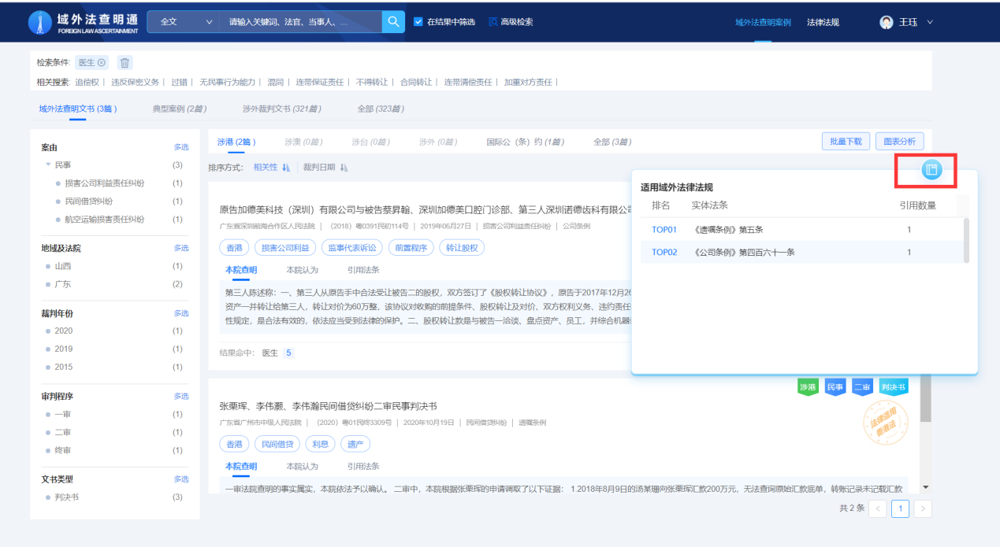 域外法查明通
FOREIGN LAW ASCERTAINMENT
全文
请输入关键词、法官、当事人、...
在结果中筛选
高级检索
域外法查明案例
法律法规
王珏
检索条件: 医生
相关搜索: 追偿权 | 违反保密义务 | 过错 | 无民事行为能力 | 混同 | 连带保证责任 | 不得转让 | 合同转让 | 连带清偿责任 | 加重对方责任 |
域外法查明文书 (3篇) 典型案例 (2篇) 涉外裁判文书 (321篇) 全部 (323篇)
案由 多选
民事 (3)
损害公司利益责任纠纷 (1)
民间借贷纠纷 (1)
航空运输损害责任纠纷 (1)
地域及法院 多选
山西 (1)
广东 (2)
裁判年份 多选
2020 (1)
2019 (1)
2015 (1)
审判程序 多选
一审 (1)
二审 (1)
终审 (1)
文书类型 多选
判决书 (3)
涉港 (2篇) 涉澳 (0篇) 涉台 (0篇) 涉外 (0篇) 国际公（条）约 (1篇) 全部 (3篇)
批量下载 图表分析
排序方式: 相关性 裁判日期
原告加德美科技（深圳）有限公司与被告蔡昇翰、深圳加德美口腔门诊部、第三人深圳诺德齿科有限公司
广东省深圳前海合作区人民法院 | （2018）粤0391民初114号 | 2019年06月27日 | 损害公司利益责任纠纷 | 公司条例
香港 损害公司利益 监事代表诉讼 前置程序 转让股权
本院查明 本院认为 引用法条
第三人陈述称：一、第三人从原告手中合法受让被告二的股权，双方签订了《股权转让协议》，原告于2017年12月26
资产一并转让给第三人，转让对价为60万整，该协议对收购的前提条件、股权转让及对价、双方权利义务、违约责任
性规定，是合法有效的，依法应当受到法律的保护。二、股权转让款是与被告一洽谈、盘点资产、员工，并综合机器
结果命中: 医生 5
适用域外法律法规
排名 实体法条 引用数量
TOP01 《遗嘱条例》第五条 1
TOP02 《公司条例》第四百六十一条 1
涉港 民事 二审 判决书
张栗珲、李伟灏、李伟瀚民间借贷纠纷二审民事判决书
广东省广州市中级人民法院 | （2020）粤01民终3309号 | 2020年10月19日 | 民间借贷纠纷 | 遗嘱条例
法律适用
香港法
香港 民间借贷 利息 遗产
本院查明 本院认为 引用法条
一审法院查明的事实属实，本院依法予以确认。 二审中，本院根据张栗珲的申请调取了以下证据： 1.2018年8月9日的汤某珊向张栗珲汇款200万元，无法查询原始汇款底单，转账记录未记载汇款
共 2 条 < 1 >